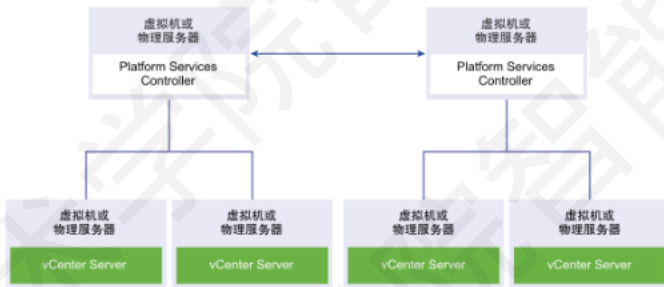 虚拟机或
物理服务器
Platform Services
Controller
虚拟机或
物理服务器
Platform Services
Controller
虚拟机或
物理服务器
vCenter Server
虚拟机或
物理服务器
vCenter Server
虚拟机或
物理服务器
vCenter Server
虚拟机或
物理服务器
vCenter Server